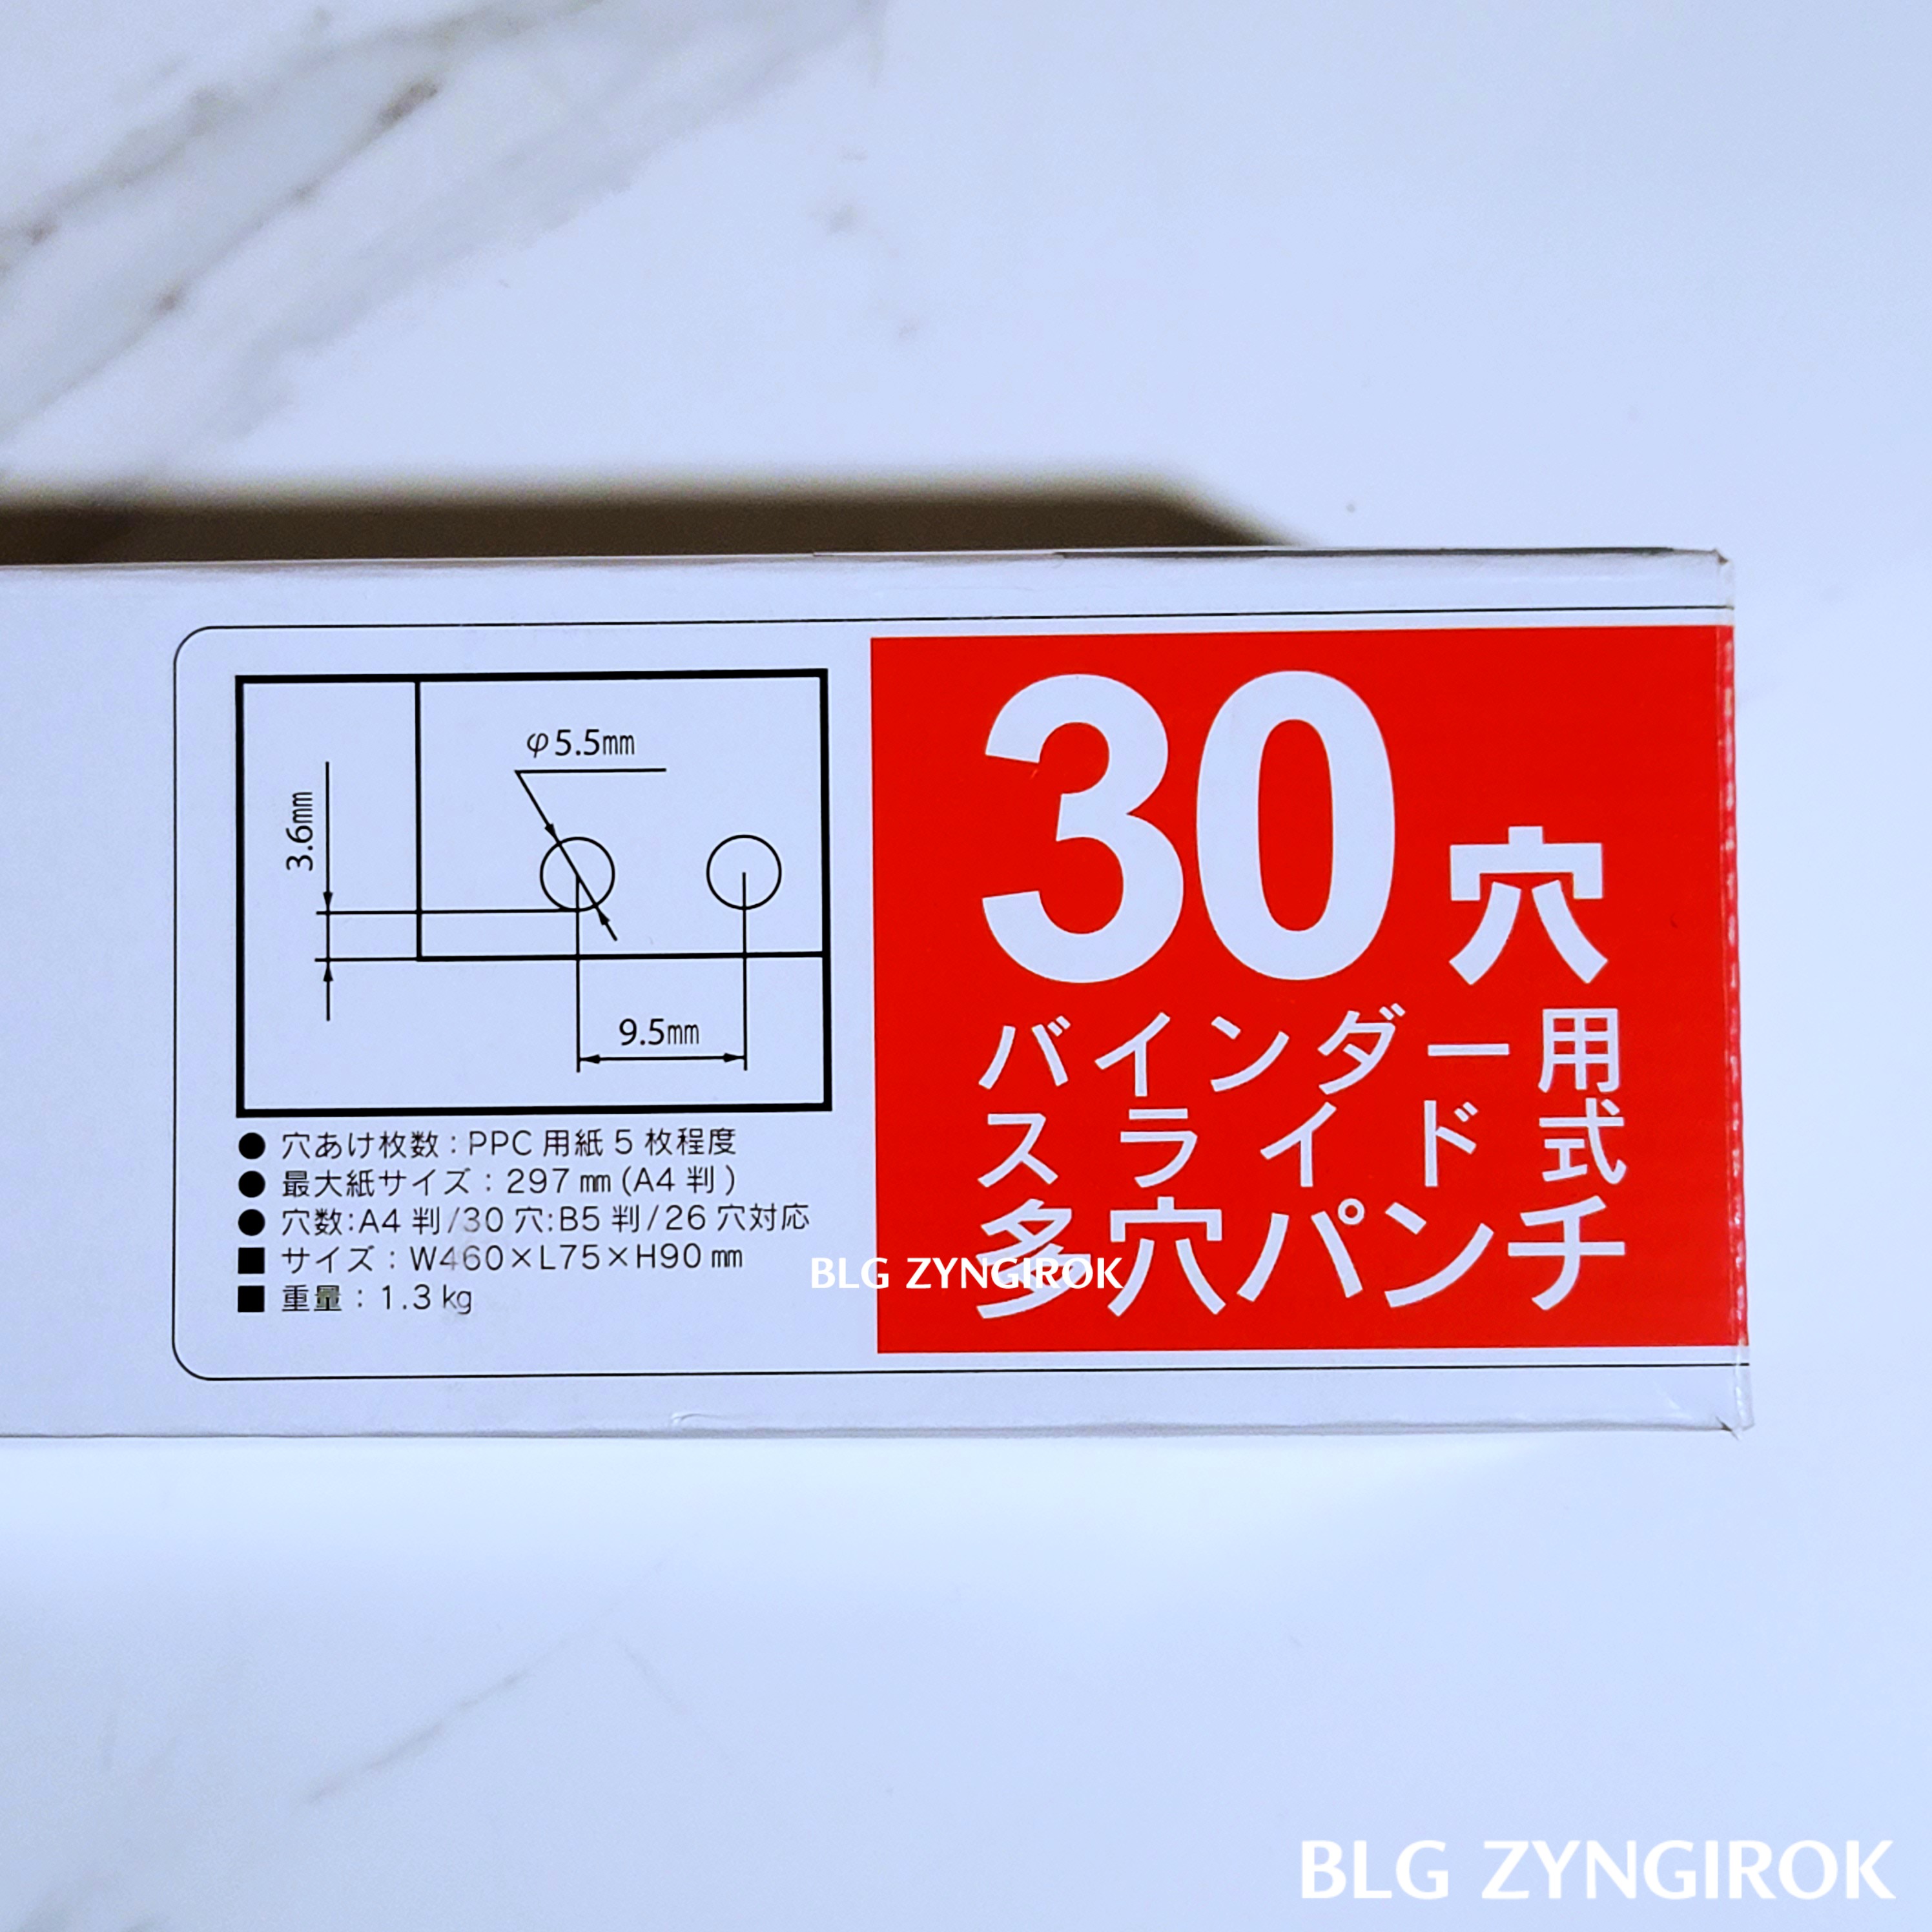 φ5.5㎜
3.6㎜
9.5㎜
● 穴あけ枚数：PPC 用紙 5 枚程度
● 最大紙サイズ：297 ㎜ (A4 判 )
● 穴数:A4 判 /30 穴:B5 判 / 26 穴対応
■ サイズ：W460×L75×H90 ㎜
■ 重量：1.3 kg
30 穴
バインダー用
スライド式
多穴パンチ
BLG ZYNGIROK
BLG ZYNGIROK